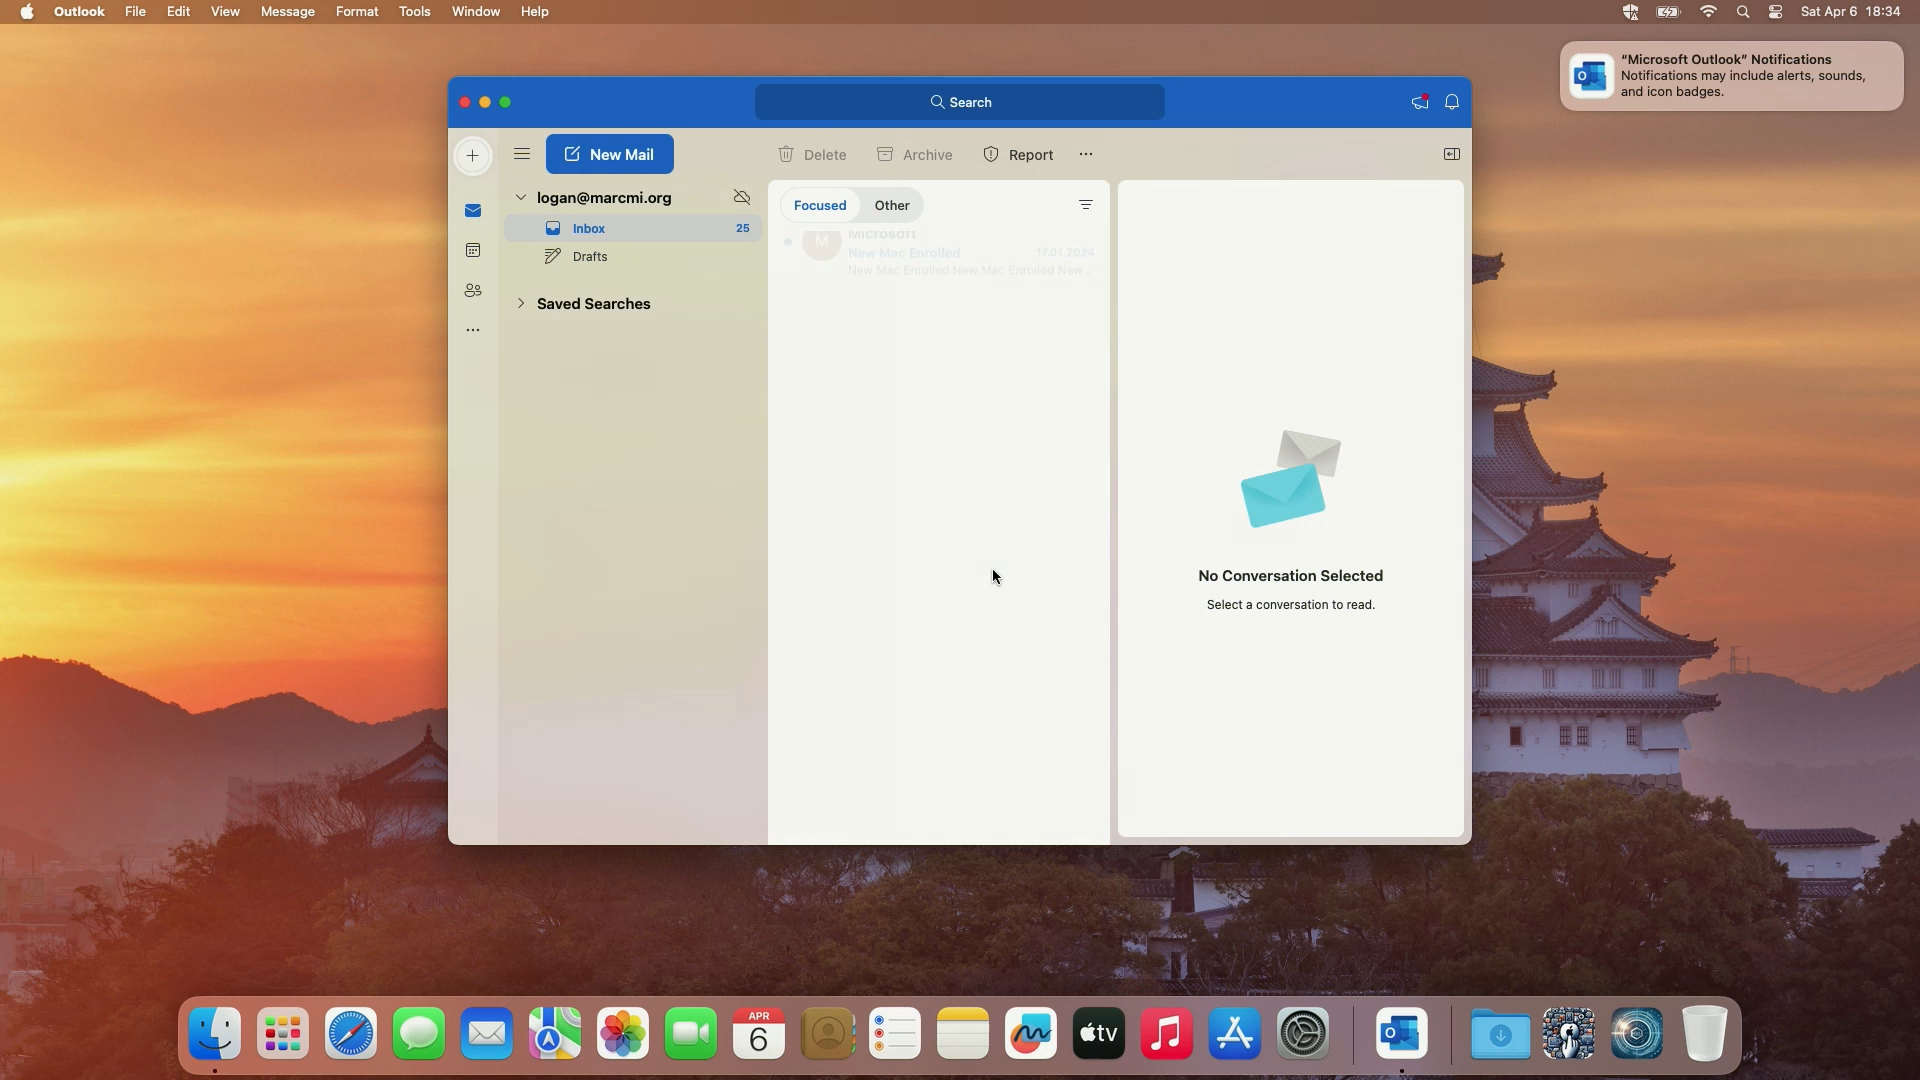 Outlook File Edit View Message Format Tools Window Help
Sat Apr 6 18:34
"Microsoft Outlook" Notifications
Notifications may include alerts, sounds,
and icon badges.
Search
New Mail
Delete
Archive
Report
logan@marcmi.org
Inbox 25
Drafts
Saved Searches
Focused
Other
M
Microsoft
New Mac Enrolled 17.01.2024
New Mac Enrolled New Mac Enrolled New...
No Conversation Selected
Select a conversation to read.
APR
6
tv
O